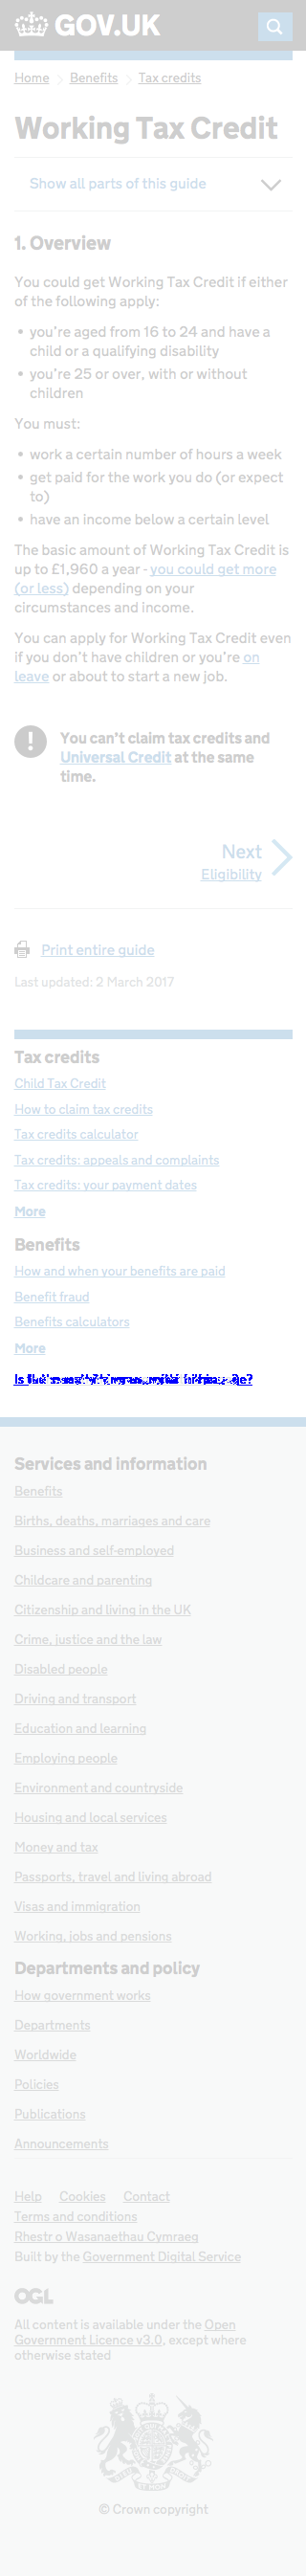 GOV.UK
Home
Benefits
Tax credits
Working Tax Credit
Show all parts of this guide
1. Overview
You could get Working Tax Credit if either
of the following apply:
• you’re aged from 16 to 24 and have a
child or a qualifying disability
• you’re 25 or over, with or without
children
You must:
• work a certain number of hours a week
• get paid for the work you do (or expect
to)
• have an income below a certain level
The basic amount of Working Tax Credit is
up to £1,960 a year - you could get more
(or less) depending on your
circumstances and income.
You can apply for Working Tax Credit even
if you don’t have children or you’re on
leave or about to start a new job.
You can’t claim tax credits and
Universal Credit at the same
time.
Next
Eligibility
Print entire guide
Last updated: 2 March 2017
Tax credits
Child Tax Credit
How to claim tax credits
Tax credits calculator
Tax credits: appeals and complaints
Tax credits: your payment dates
More
Benefits
How and when your benefits are paid
Benefit fraud
Benefits calculators
More
Services and information
Benefits
Births, deaths, marriages and care
Business and self-employed
Childcare and parenting
Citizenship and living in the UK
Crime, justice and the law
Disabled people
Driving and transport
Education and learning
Employing people
Environment and countryside
Housing and local services
Money and tax
Passports, travel and living abroad
Visas and immigration
Working, jobs and pensions
Departments and policy
How government works
Departments
Worldwide
Policies
Publications
Announcements
Help Cookies Contact
Terms and conditions
Rhestr o Wasanaethau Cymraeg
Built by the Government Digital Service
OGL
All content is available under the Open
Government Licence v3.0, except where
otherwise stated
© Crown copyright